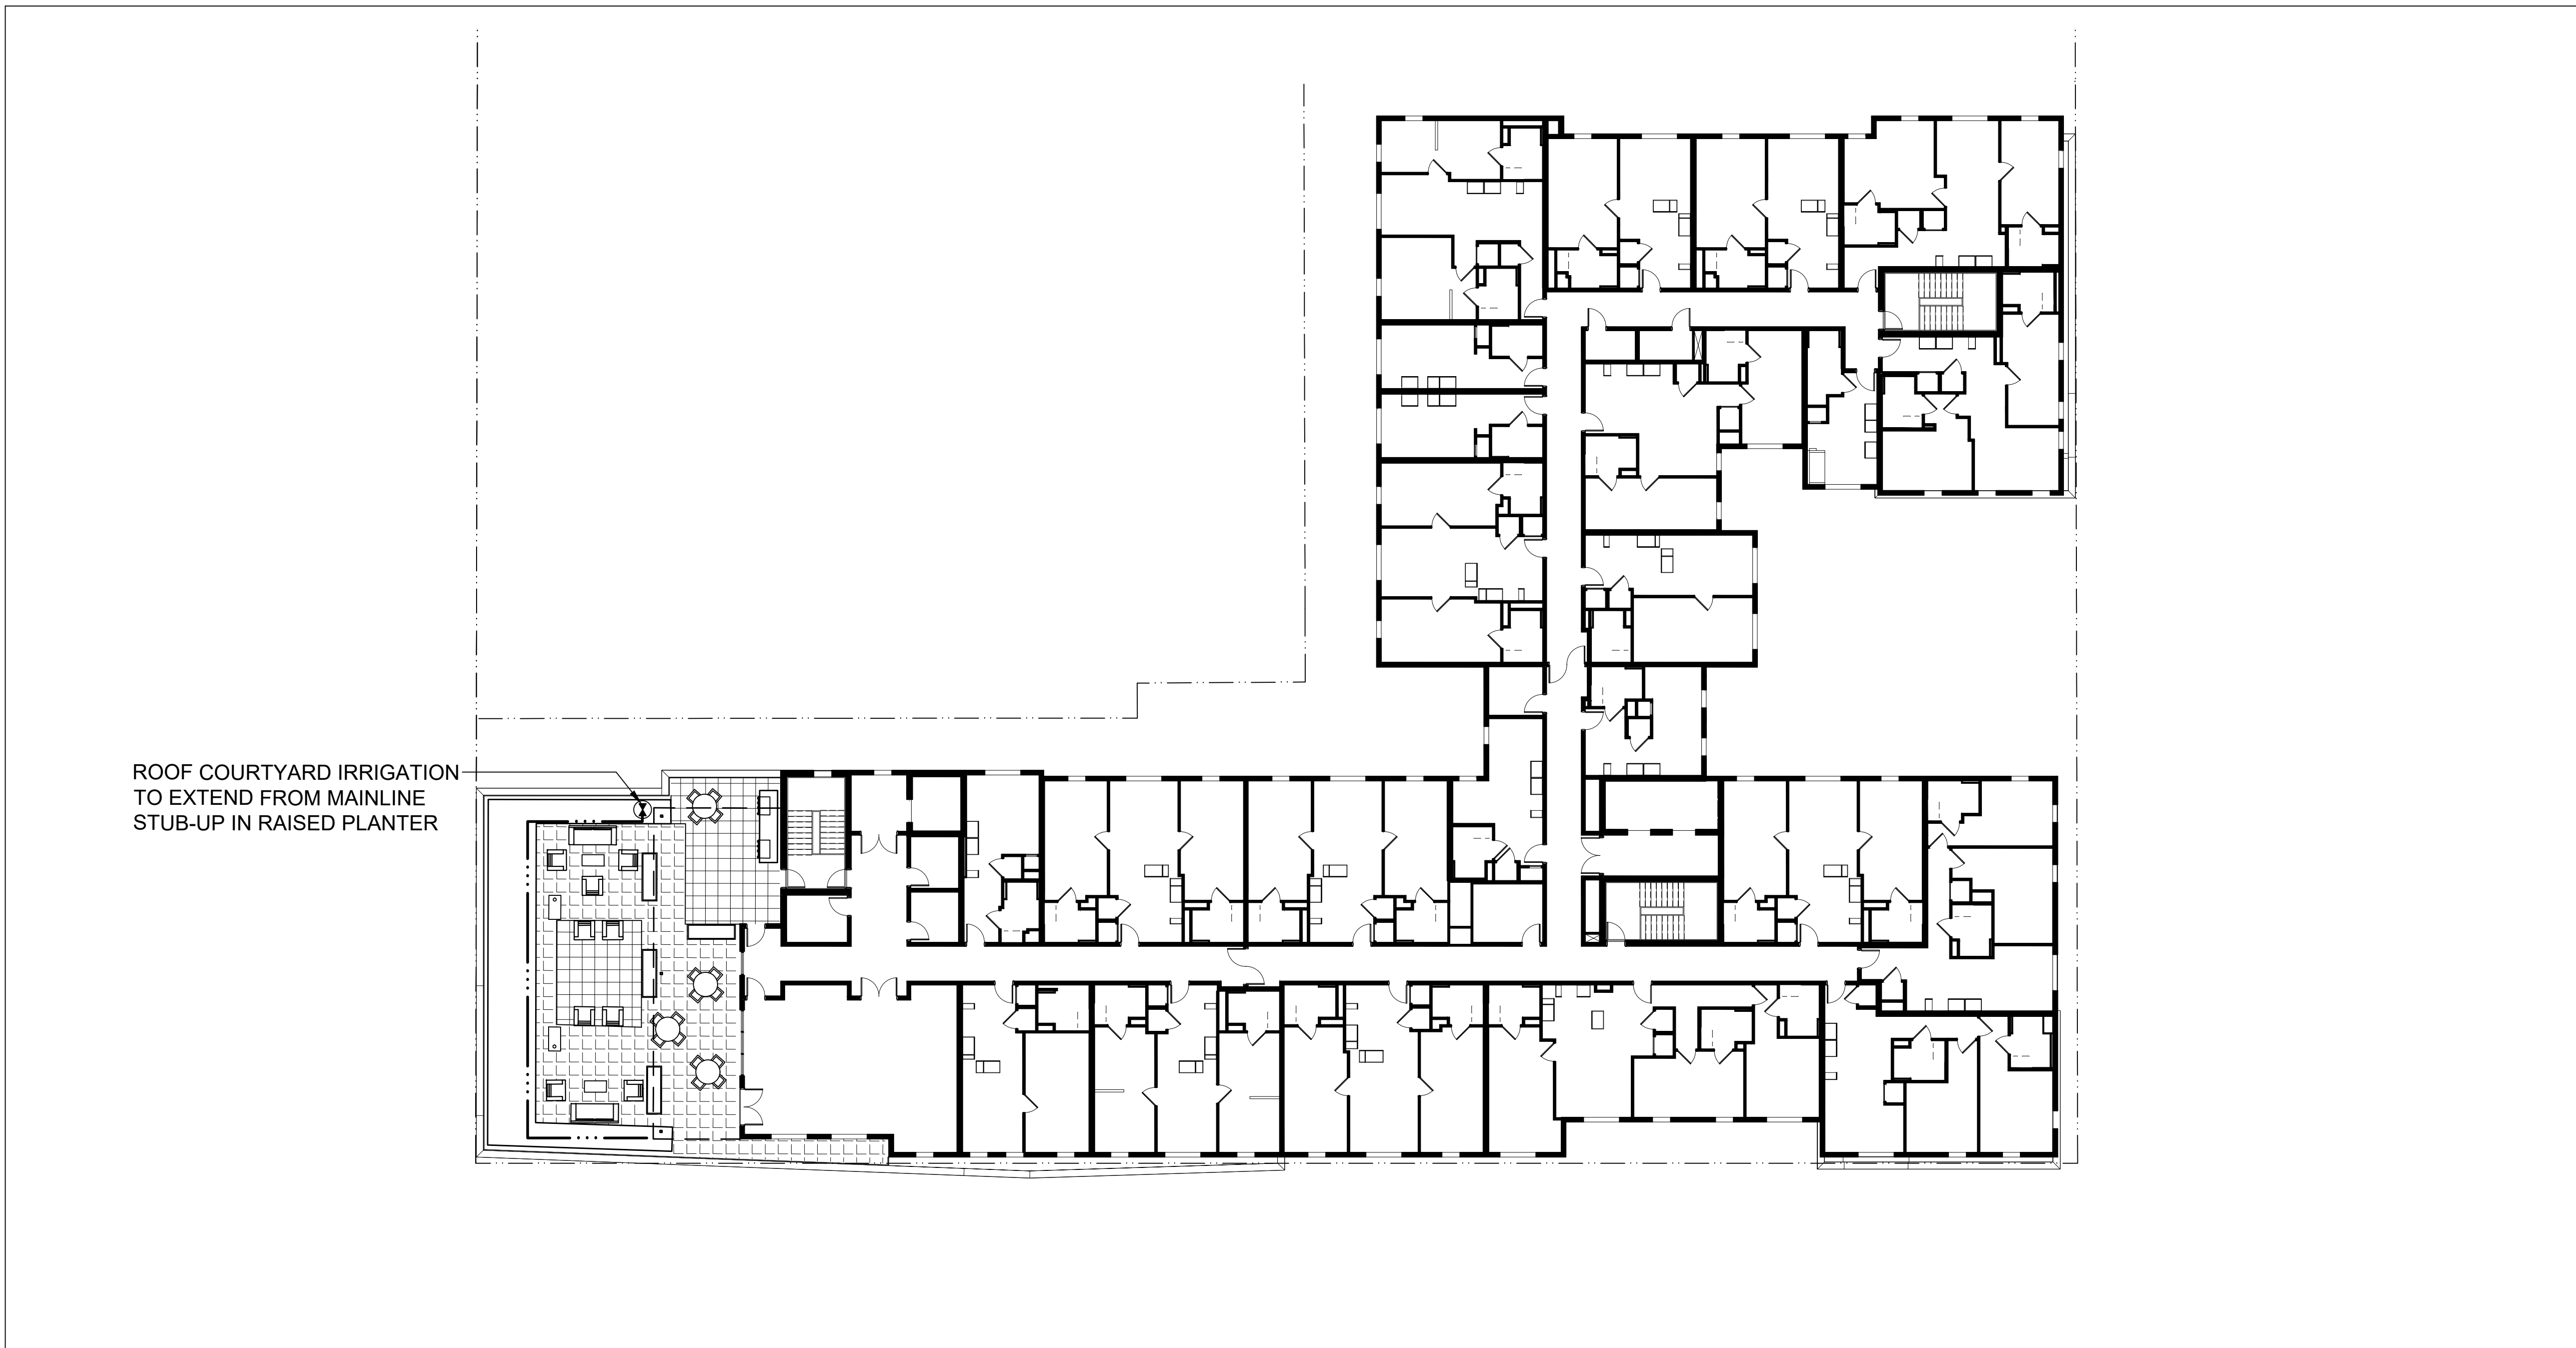 ROOF COURTYARD IRRIGATION
TO EXTEND FROM MAINLINE
STUB-UP IN RAISED PLANTER